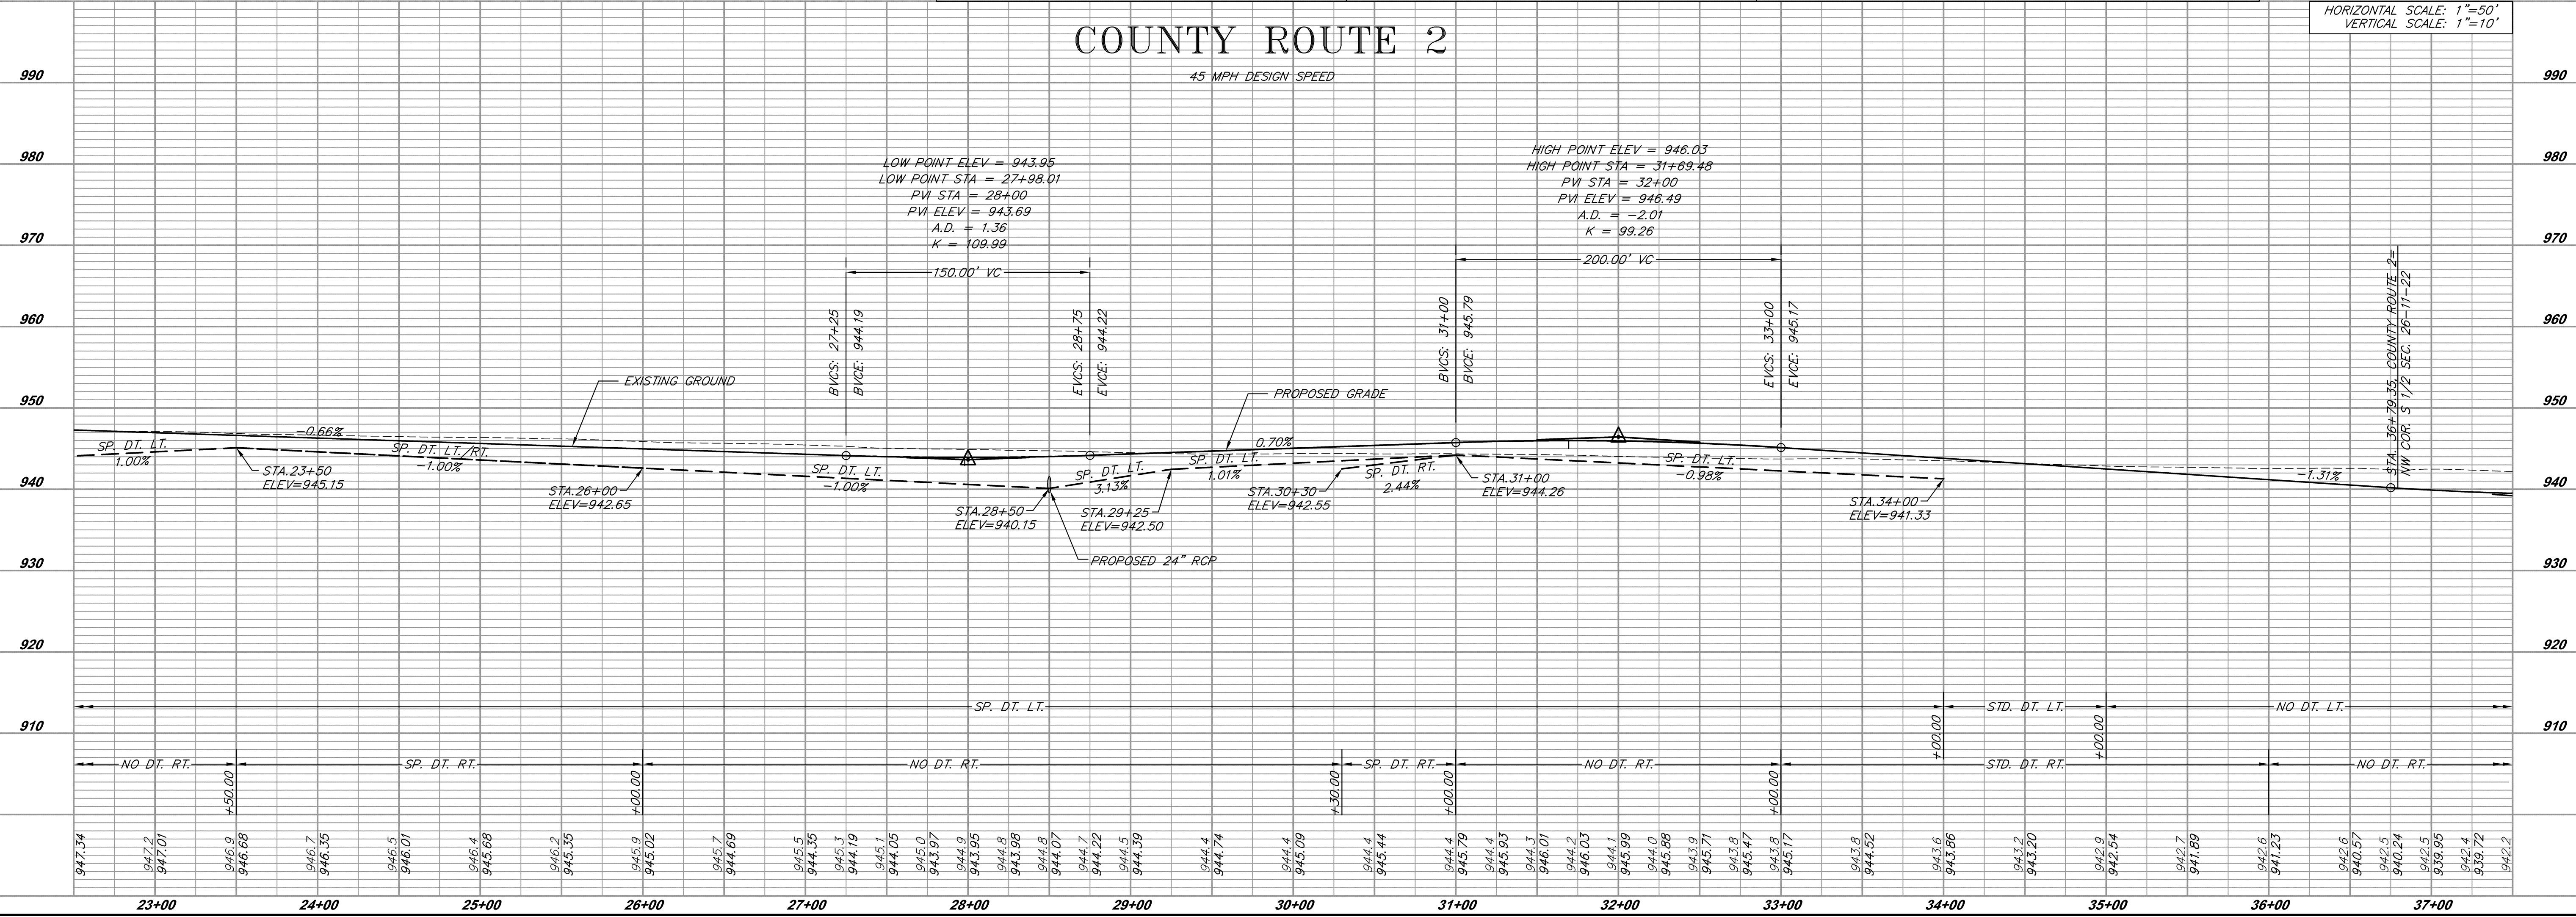 HORIZONTAL SCALE: 1"=50'
VERTICAL SCALE: 1"=10'
COUNTY ROUTE 2
45 MPH DESIGN SPEED
990
990
980
980
970
970
960
960
950
950
940
940
930
930
920
920
910
910
LOW POINT ELEV = 943.95
LOW POINT STA = 27+98.01
PVI STA = 28+00
PVI ELEV = 943.69
A.D. = 1.36
K = 109.99
150.00' VC
BVCS: 27+25
BVCE: 944.19
EVCS: 28+75
EVCE: 944.22
HIGH POINT ELEV = 946.03
HIGH POINT STA = 31+69.48
PVI STA = 32+00
PVI ELEV = 946.49
A.D. = -2.01
K = 99.26
200.00' VC
BVCS: 31+00
BVCE: 945.79
EVCS: 33+00
EVCE: 945.17
STA. 36+79.35, COUNTY ROUTE 2=
NW COR. S 1/2 SEC. 26-11-22
EXISTING GROUND
PROPOSED GRADE
-0.66%
0.70%
-1.31%
SP. DT. LT.
1.00%
STA.23+50
ELEV=945.15
SP. DT. LT./RT.
-1.00%
STA.26+00
ELEV=942.65
SP. DT. LT.
-1.00%
STA.28+50
ELEV=940.15
SP. DT. LT.
3.13%
STA.29+25
ELEV=942.50
SP. DT. LT.
1.01%
STA.30+30
ELEV=942.55
SP. DT. RT.
2.44%
STA.31+00
ELEV=944.26
SP. DT. LT.
-0.98%
STA.34+00
ELEV=941.33
PROPOSED 24" RCP
SP. DT. LT.
+00.00
STD. DT. LT.
+00.00
NO DT. LT.
NO DT. RT.
+50.00
SP. DT. RT.
+00.00
NO DT. RT.
+30.00
SP. DT. RT.
+00.00
NO DT. RT.
+00.00
STD. DT. RT.
NO DT. RT.
947.34
947.2
947.01
946.9
946.68
946.7
946.35
946.5
946.01
946.4
945.68
946.2
945.35
945.9
945.02
945.7
944.69
945.5
944.35
945.3
944.19
945.1
944.05
945.0
943.97
944.9
943.95
944.8
943.98
944.8
944.07
944.7
944.22
944.5
944.39
944.4
944.74
944.4
945.09
944.4
945.44
944.4
945.79
944.4
945.93
944.3
946.01
944.2
946.03
944.1
945.99
944.0
945.88
943.9
945.71
943.8
945.47
943.8
945.17
943.8
944.52
943.6
943.86
943.2
943.20
942.9
942.54
942.7
941.89
942.6
941.23
942.6
940.57
942.5
940.24
942.5
939.95
942.4
939.72
942.2
23+00
24+00
25+00
26+00
27+00
28+00
29+00
30+00
31+00
32+00
33+00
34+00
35+00
36+00
37+00